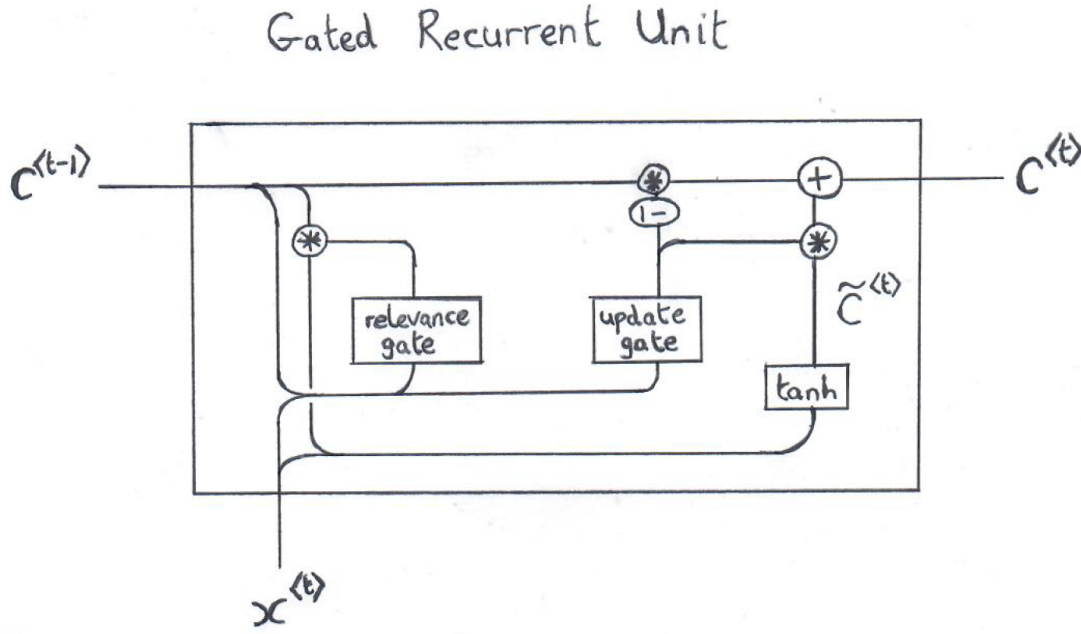 Gated Recurrent Unit
C<t-1>
C<t>
*
+
1-
*
*
relevance
gate
update
gate
C̃<t>
tanh
x<t>